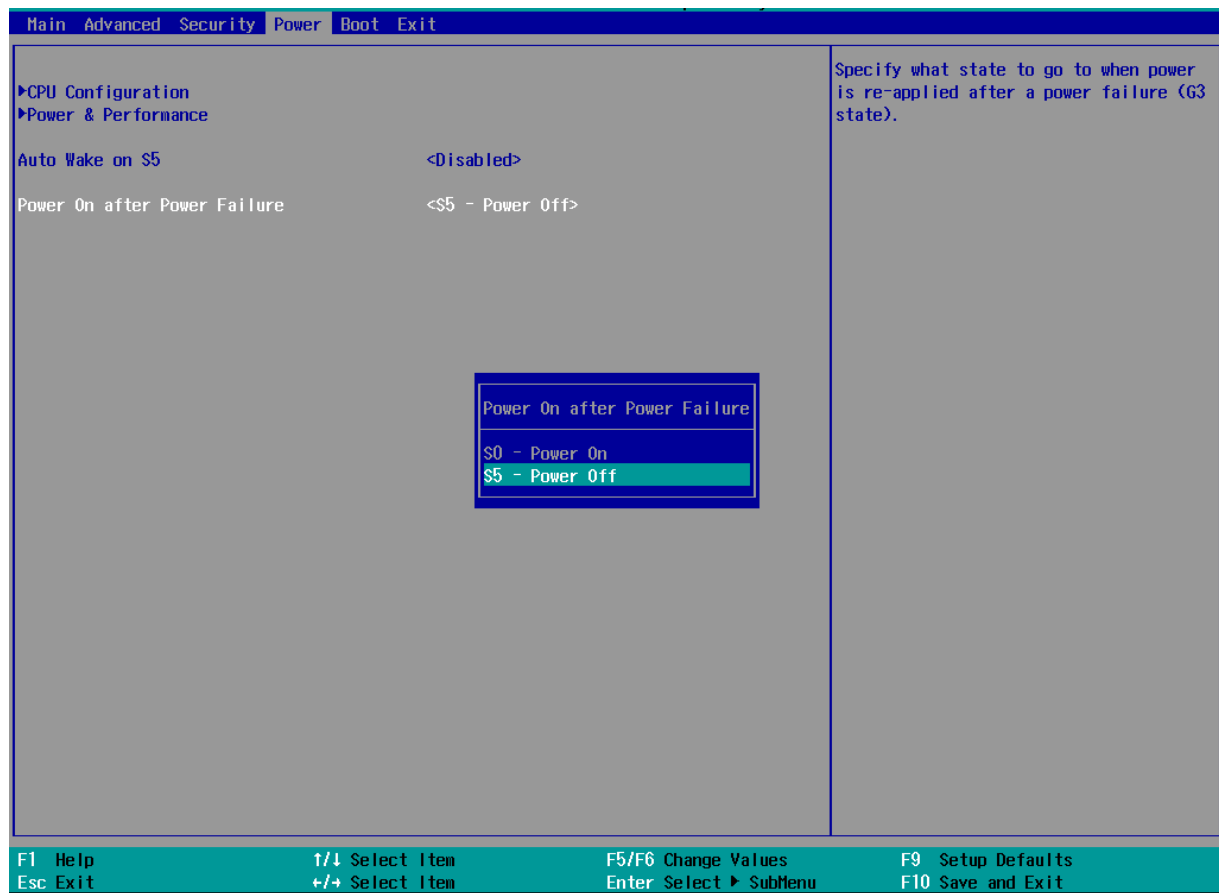 Main Advanced Security Power Boot Exit
▶CPU Configuration
▶Power & Performance
Auto Wake on S5 <Disabled>
Power On after Power Failure <S5 - Power Off>
Specify what state to go to when power
is re-applied after a power failure (G3
state).
Power On after Power Failure
S0 - Power On
S5 - Power Off
F1 Help ↑/↓ Select Item F5/F6 Change Values F9 Setup Defaults
Esc Exit ←/→ Select Item Enter Select ▶ SubMenu F10 Save and Exit